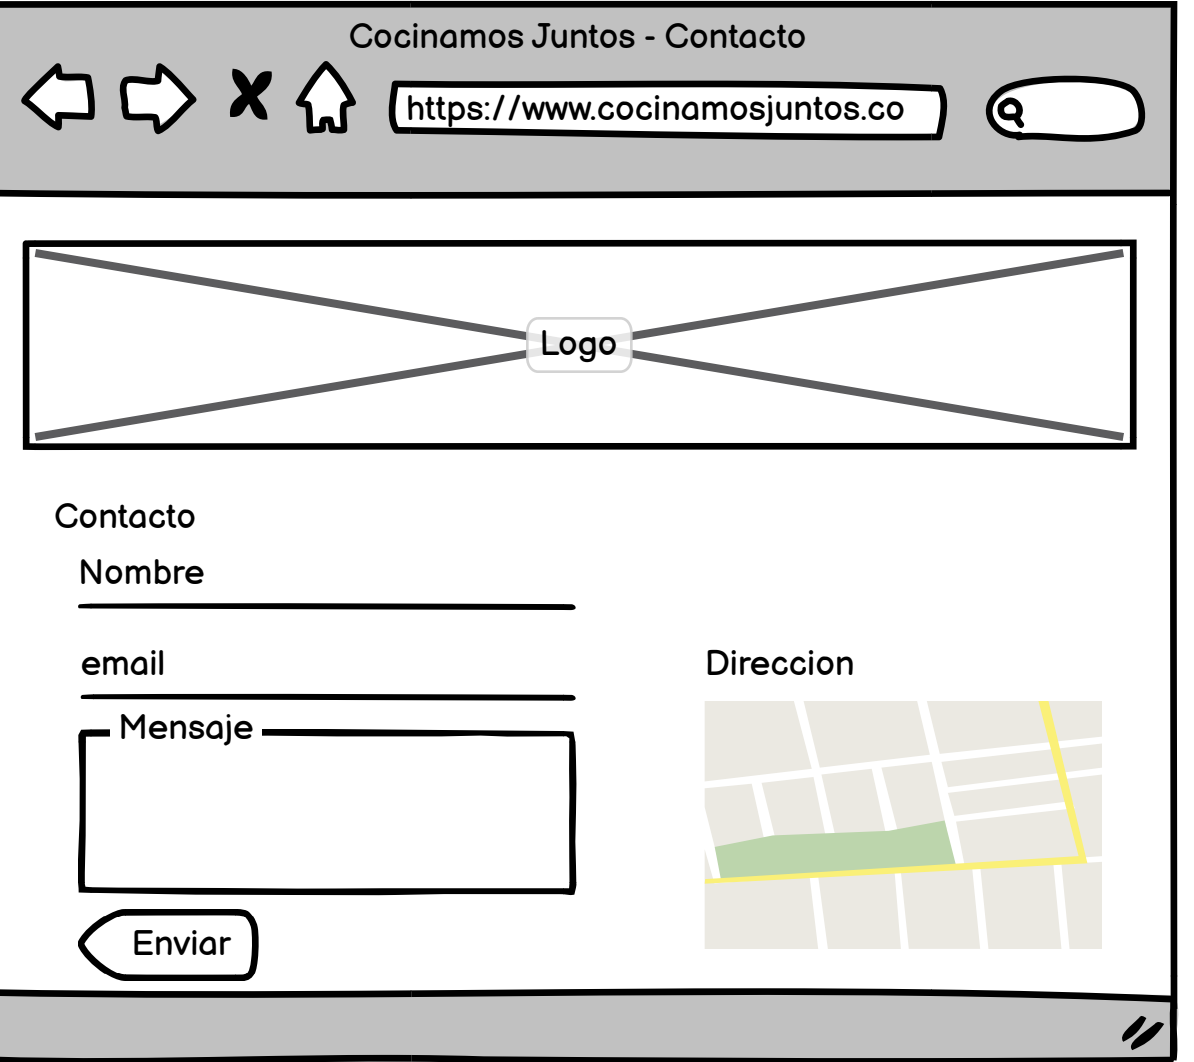 Cocinamos Juntos - Contacto
https://www.cocinamosjuntos.co
Logo
Contacto
Nombre
email
Mensaje
Enviar
Direccion